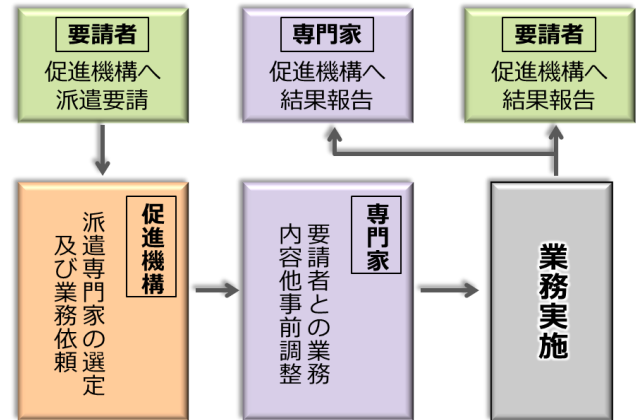 要請者
促進機構へ
派遣要請
専門家
促進機構へ
結果報告
要請者
促進機構へ
結果報告
促進機構
派遣専門家の選定
及び業務依頼
専門家
要請者との業務
内容他事前調整
業務実施